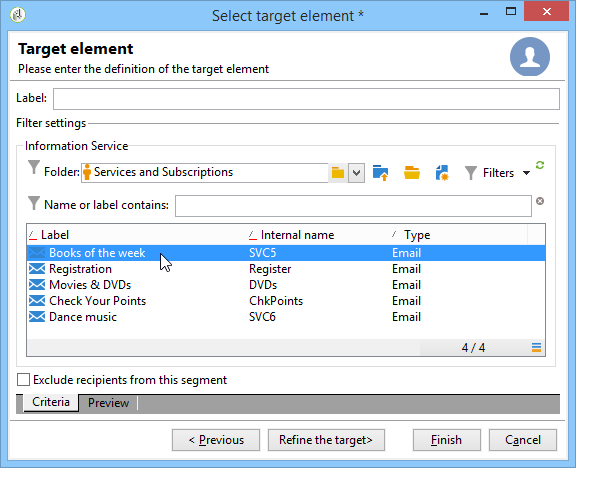 Select target element *
Target element
Please enter the definition of the target element
Label:
Filter settings
Information Service
Folder: Services and Subscriptions Filters
Name or label contains:
Label Internal name Type
Books of the week SVC5 Email
Registration Register Email
Movies & DVDs DVDs Email
Check Your Points ChkPoints Email
Dance music SVC6 Email
4 / 4
Exclude recipients from this segment
Criteria Preview
< Previous Refine the target> Finish Cancel